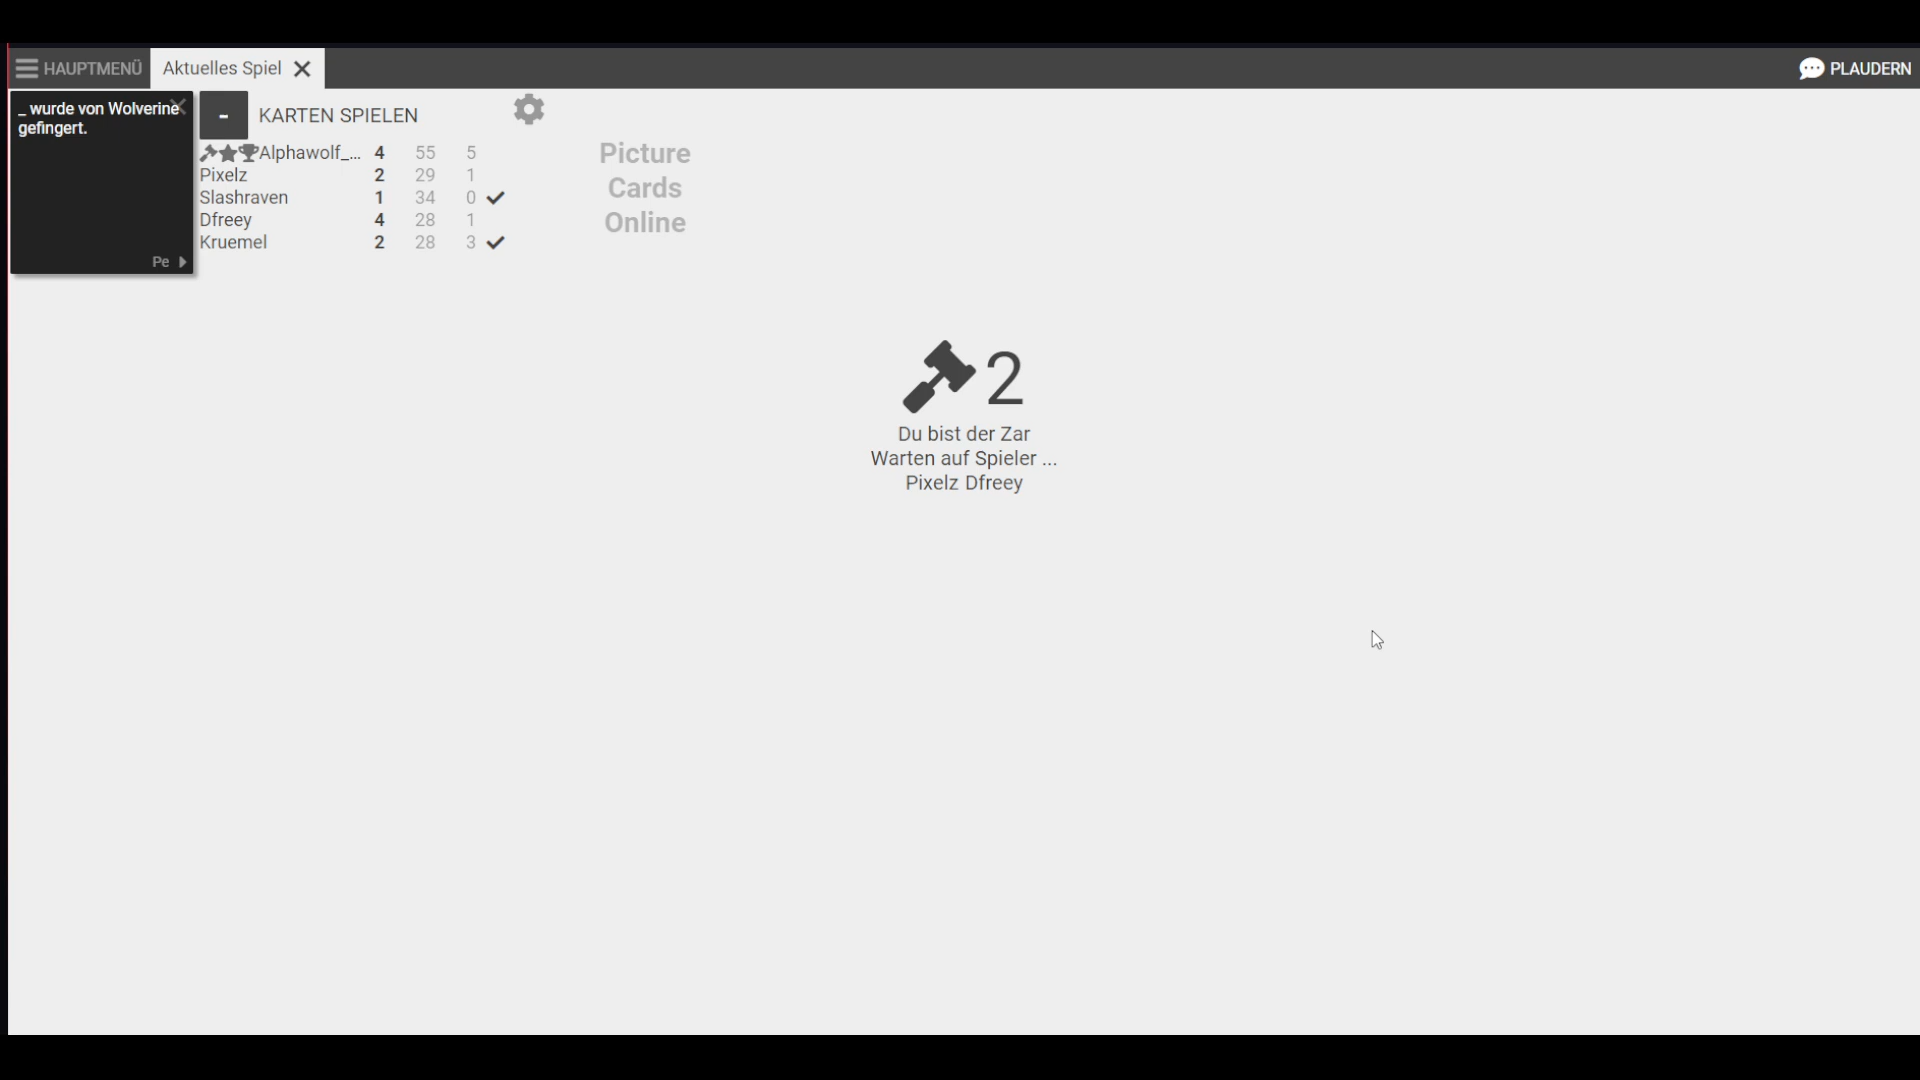 HAUPTMENÜ
Aktuelles Spiel
PLAUDERN
_ wurde von Wolverine
gefingert.
Pe
-
KARTEN SPIELEN
Alphawolf_... 4 55 5
Pixelz 2 29 1
Slashraven 1 34 0
Dfreey 4 28 1
Kruemel 2 28 3
Picture
Cards
Online
2
Du bist der Zar
Warten auf Spieler ...
Pixelz Dfreey